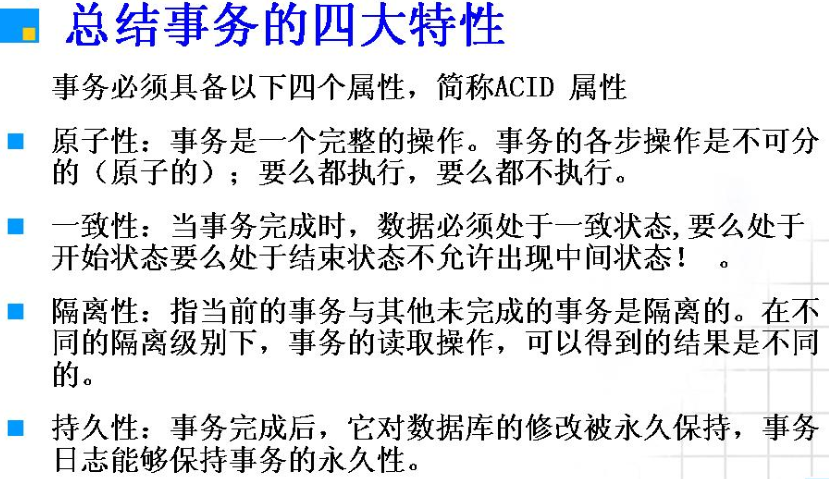 总结事务的四大特性
事务必须具备以下四个属性，简称ACID 属性
原子性：事务是一个完整的操作。事务的各步操作是不可分
的（原子的）；要么都执行，要么都不执行。
一致性：当事务完成时，数据必须处于一致状态,要么处于
开始状态要么处于结束状态不允许出现中间状态！ 。
隔离性：指当前的事务与其他未完成的事务是隔离的。在不
同的隔离级别下，事务的读取操作，可以得到的结果是不同
的。
持久性：事务完成后，它对数据库的修改被永久保持，事务
日志能够保持事务的永久性。